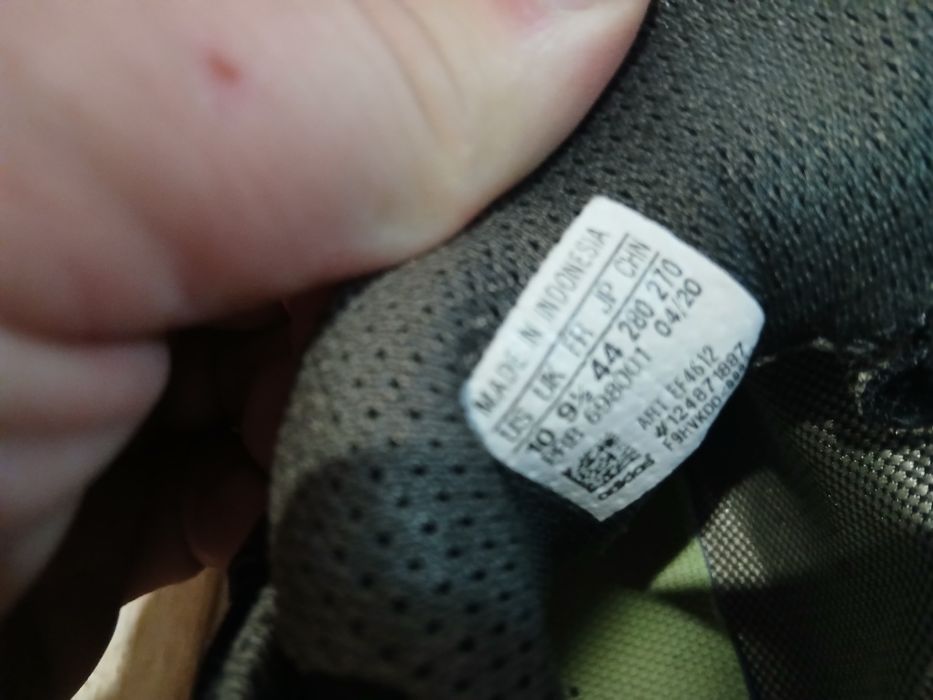 MADE IN INDONESIA
US UK FR JP CHN
10 9½ 44 280 270
698001 04/20
ART. EF4612
adidas